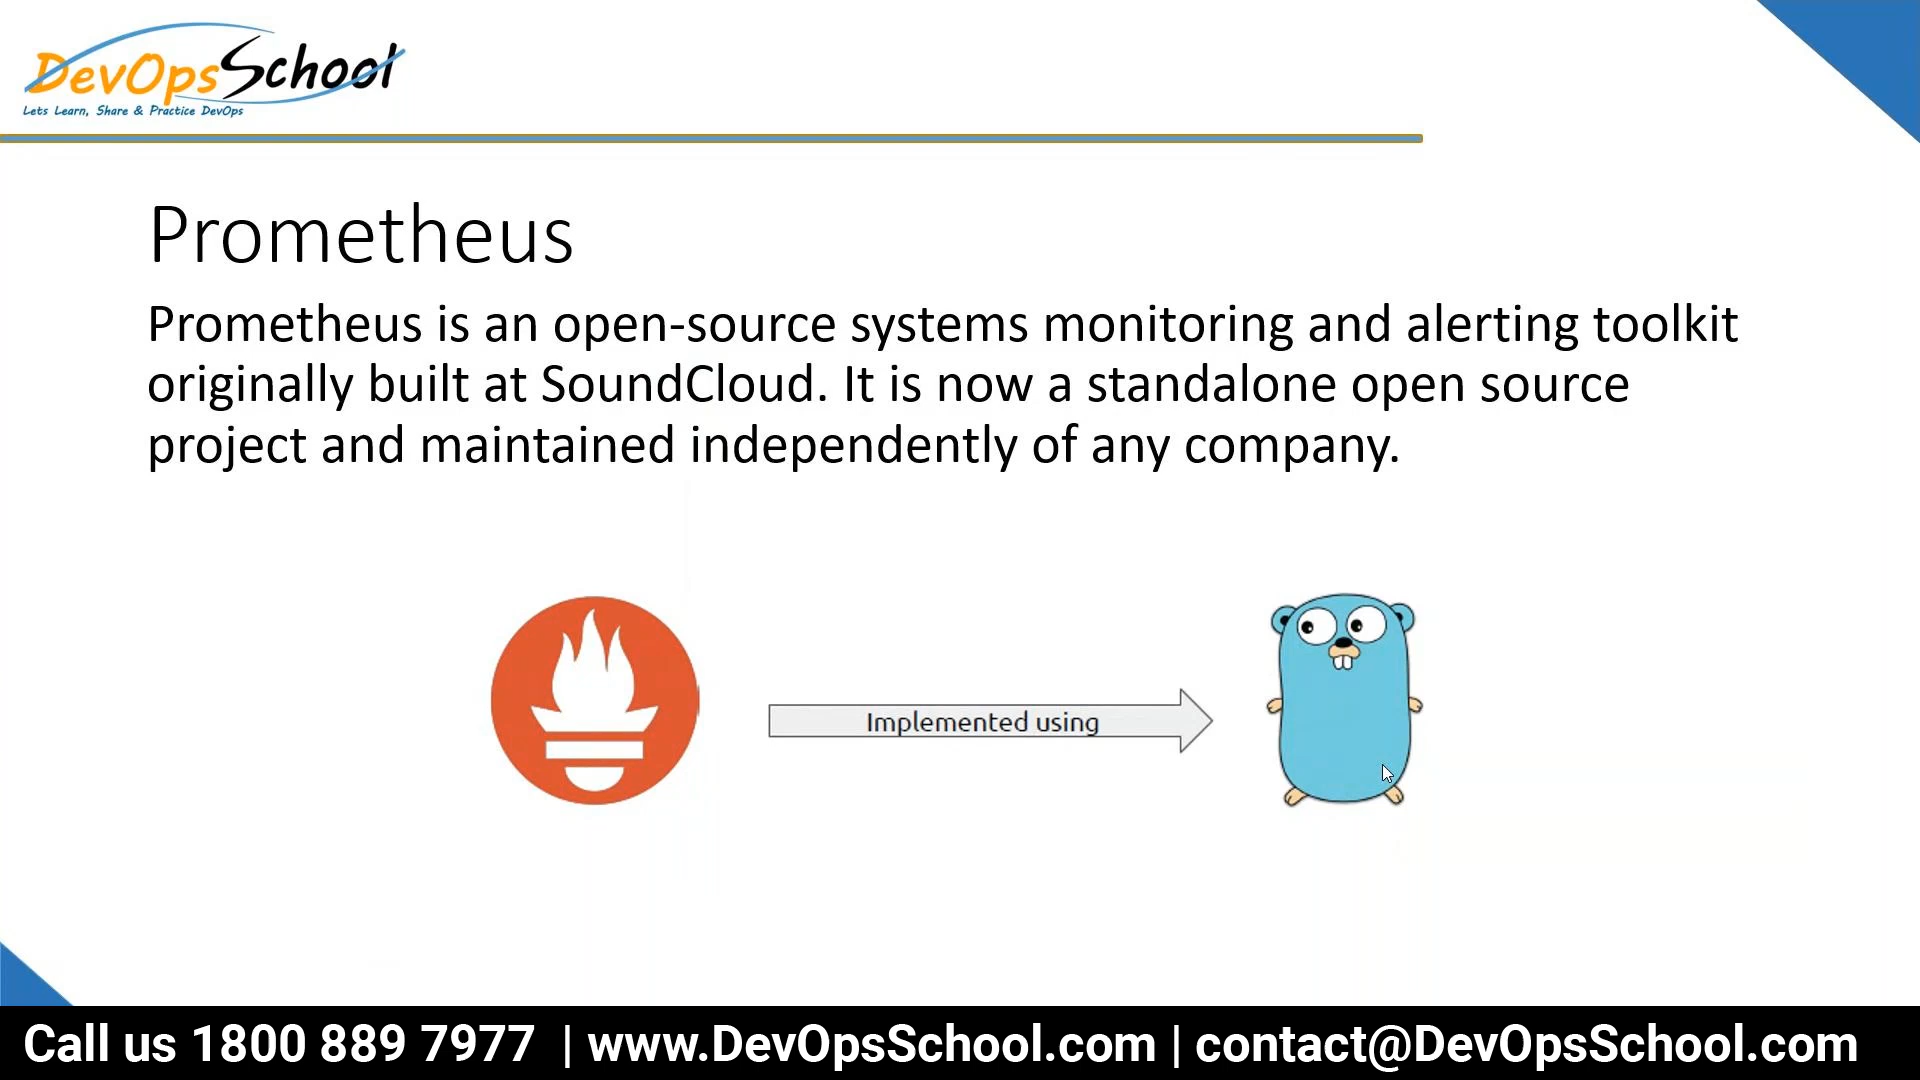 DevOpsSchool
Lets Learn, Share & Practice DevOps
Prometheus
Prometheus is an open-source systems monitoring and alerting toolkit
originally built at SoundCloud. It is now a standalone open source
project and maintained independently of any company.
Implemented using
Call us 1800 889 7977 | www.DevOpsSchool.com | contact@DevOpsSchool.com